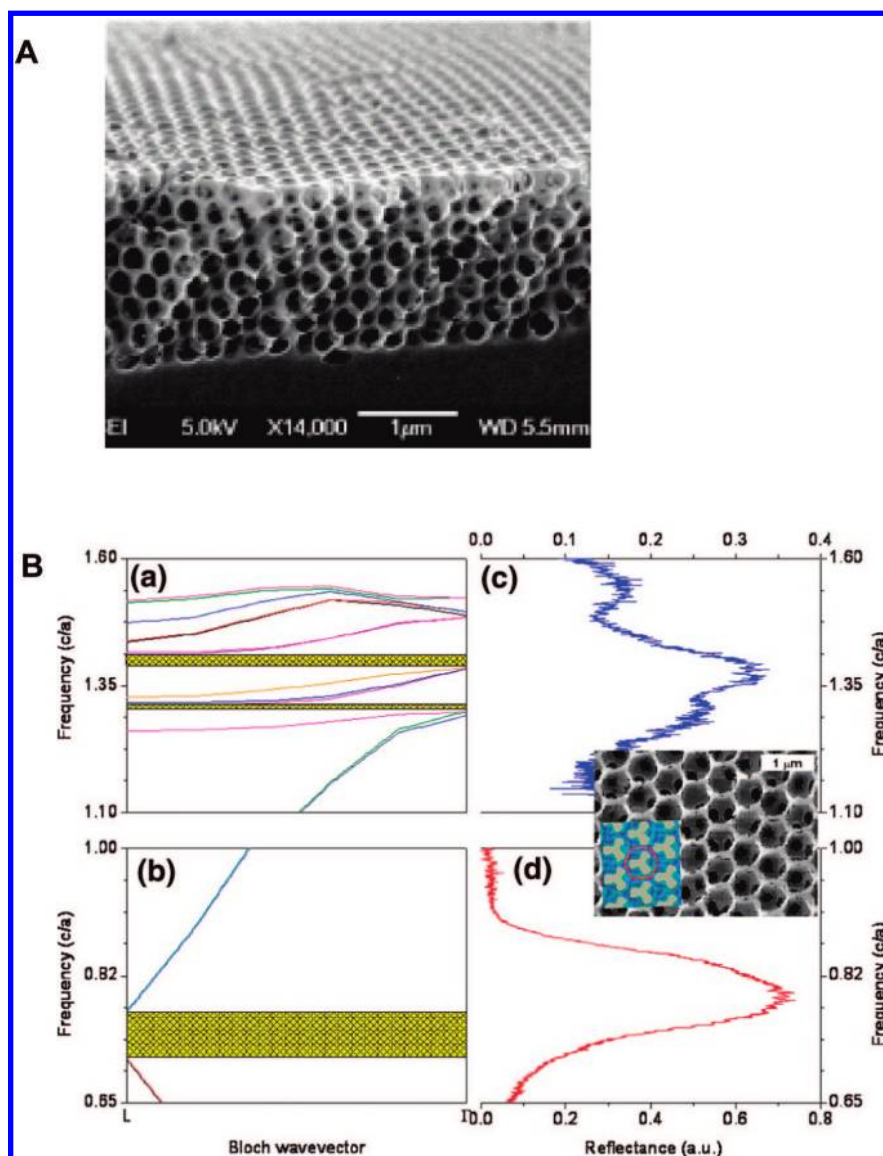 A
EI 5.0kV X14,000 1µm WD 5.5mm
B
0.0 0.1 0.2 0.3 0.4
1.60 (a) (c) 1.60
Frequency (c/a) 1.35 1.35 Frequency (c/a)
1 µm
1.10 1.10
1.00 (b) (d) 1.00
Frequency (c/a) 0.82 0.82 Frequency (c/a)
0.65 0.65
L 0.0 0.2 0.4 0.6 0.8
Bloch wavevector Reflectance (a.u.)